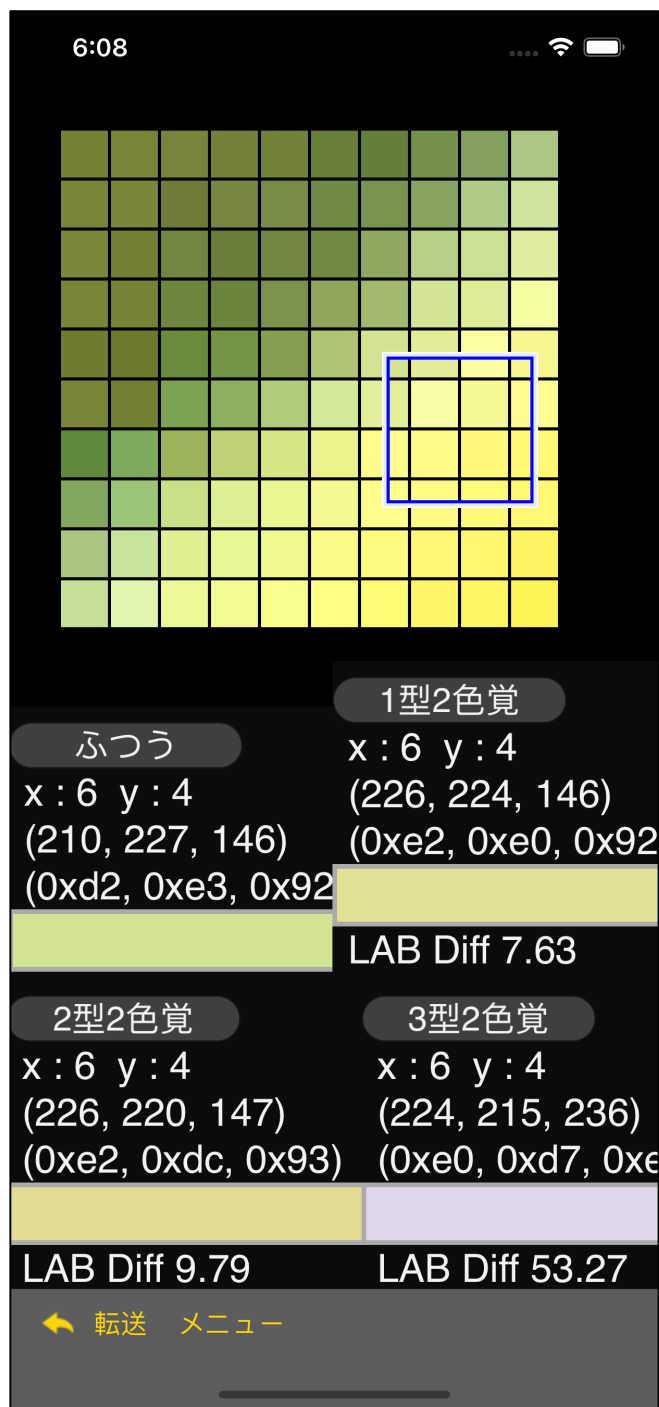 6:08
ふつう
x : 6 y : 4
(210, 227, 146)
(0xd2, 0xe3, 0x92
1型2色覚
x : 6 y : 4
(226, 224, 146)
(0xe2, 0xe0, 0x92
LAB Diff 7.63
2型2色覚
x : 6 y : 4
(226, 220, 147)
(0xe2, 0xdc, 0x93)
LAB Diff 9.79
3型2色覚
x : 6 y : 4
(224, 215, 236)
(0xe0, 0xd7, 0xe
LAB Diff 53.27
転送 メニュー